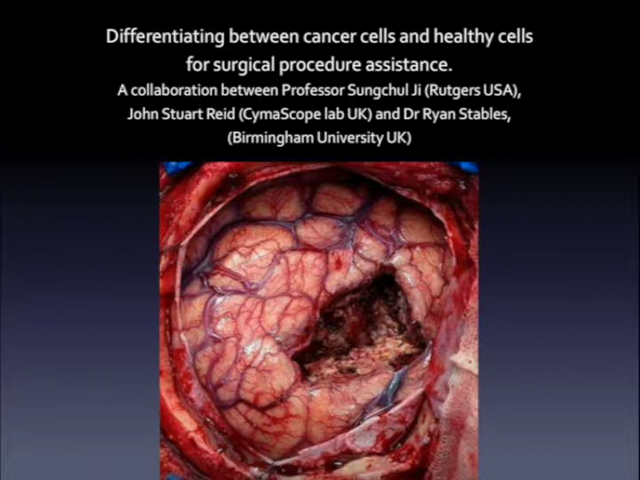 Differentiating between cancer cells and healthy cells
for surgical procedure assistance.
A collaboration between Professor Sungchul Ji (Rutgers USA),
John Stuart Reid (CymaScope lab UK) and Dr Ryan Stables,
(Birmingham University UK)